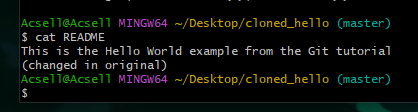 Acsell@Acsell MINGW64 ~/Desktop/cloned_hello (master)
$ cat README
This is the Hello World example from the Git tutorial
(changed in original)
Acsell@Acsell MINGW64 ~/Desktop/cloned_hello (master)
$